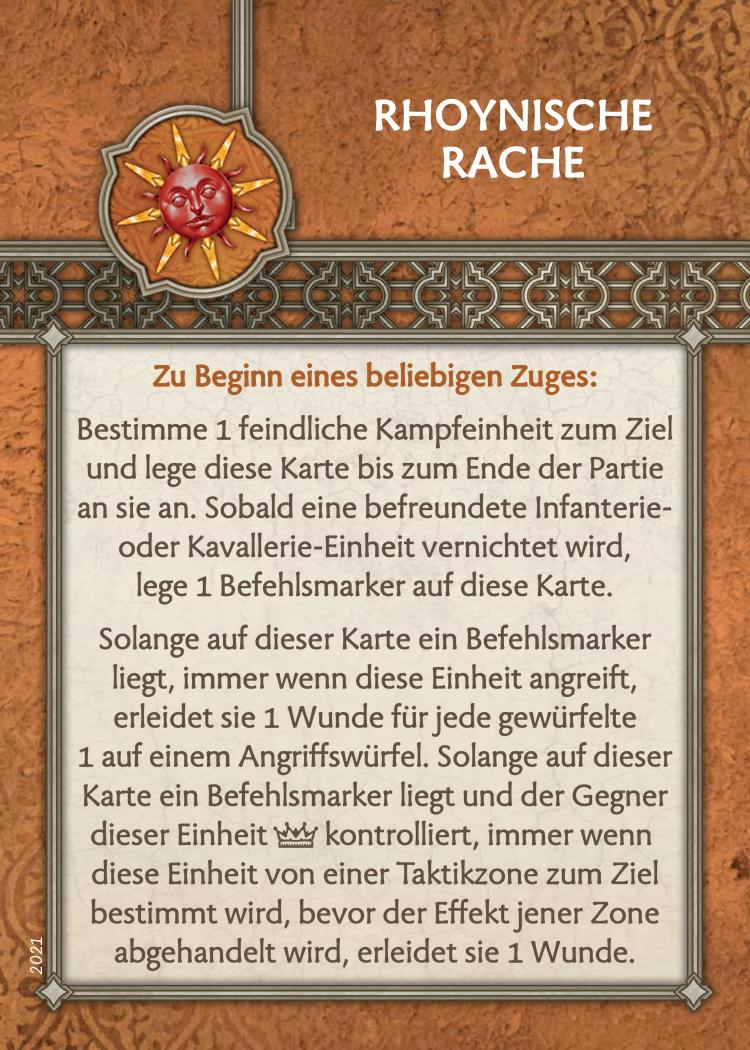 RHOYNISCHE
RACHE
Zu Beginn eines beliebigen Zuges:
Bestimme 1 feindliche Kampfeinheit zum Ziel
und lege diese Karte bis zum Ende der Partie
an sie an. Sobald eine befreundete Infanterie-
oder Kavallerie-Einheit vernichtet wird,
lege 1 Befehlsmarker auf diese Karte.
Solange auf dieser Karte ein Befehlsmarker
liegt, immer wenn diese Einheit angreift,
erleidet sie 1 Wunde für jede gewürfelte
1 auf einem Angriffswürfel. Solange auf dieser
Karte ein Befehlsmarker liegt und der Gegner
dieser Einheit kontrolliert, immer wenn
diese Einheit von einer Taktikzone zum Ziel
bestimmt wird, bevor der Effekt jener Zone
abgehandelt wird, erleidet sie 1 Wunde.
2021